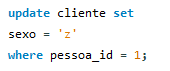 update cliente set
sexo = 'z'
where pessoa_id = 1;